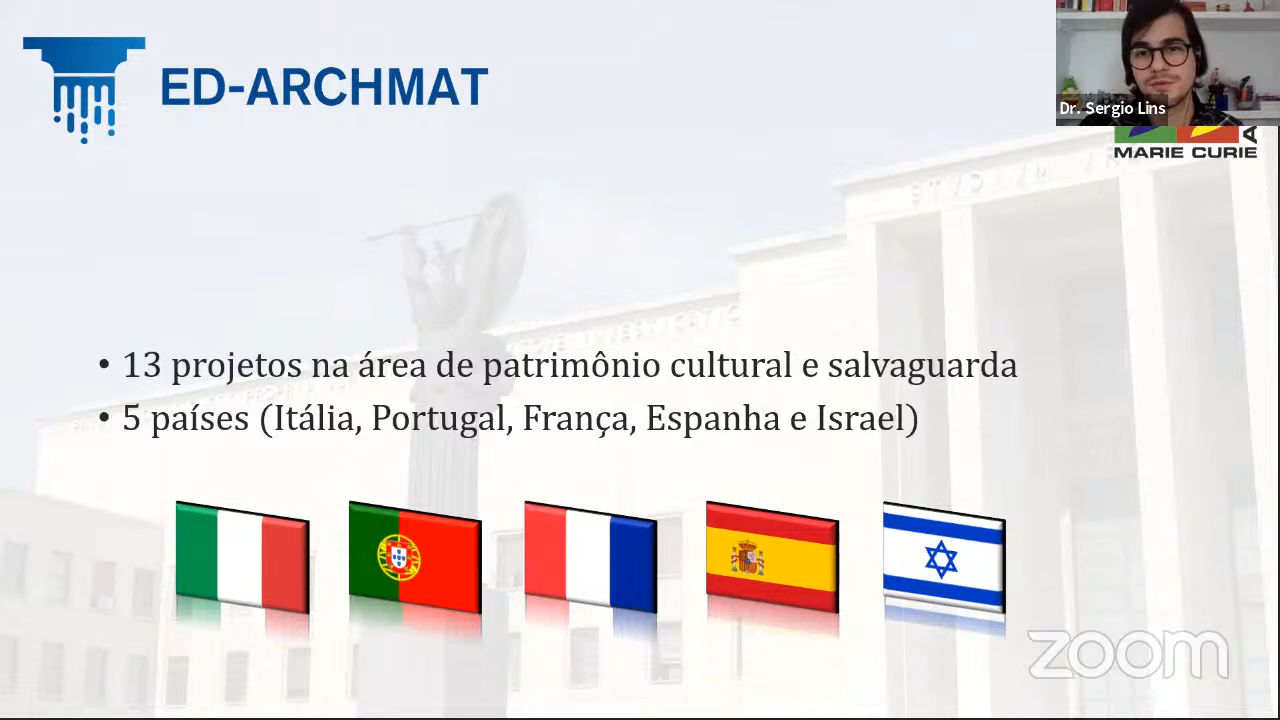 ED-ARCHMAT
Dr. Sergio Lins
MARIE CURIE
• 13 projetos na área de patrimônio cultural e salvaguarda
• 5 países (Itália, Portugal, França, Espanha e Israel)
zoom